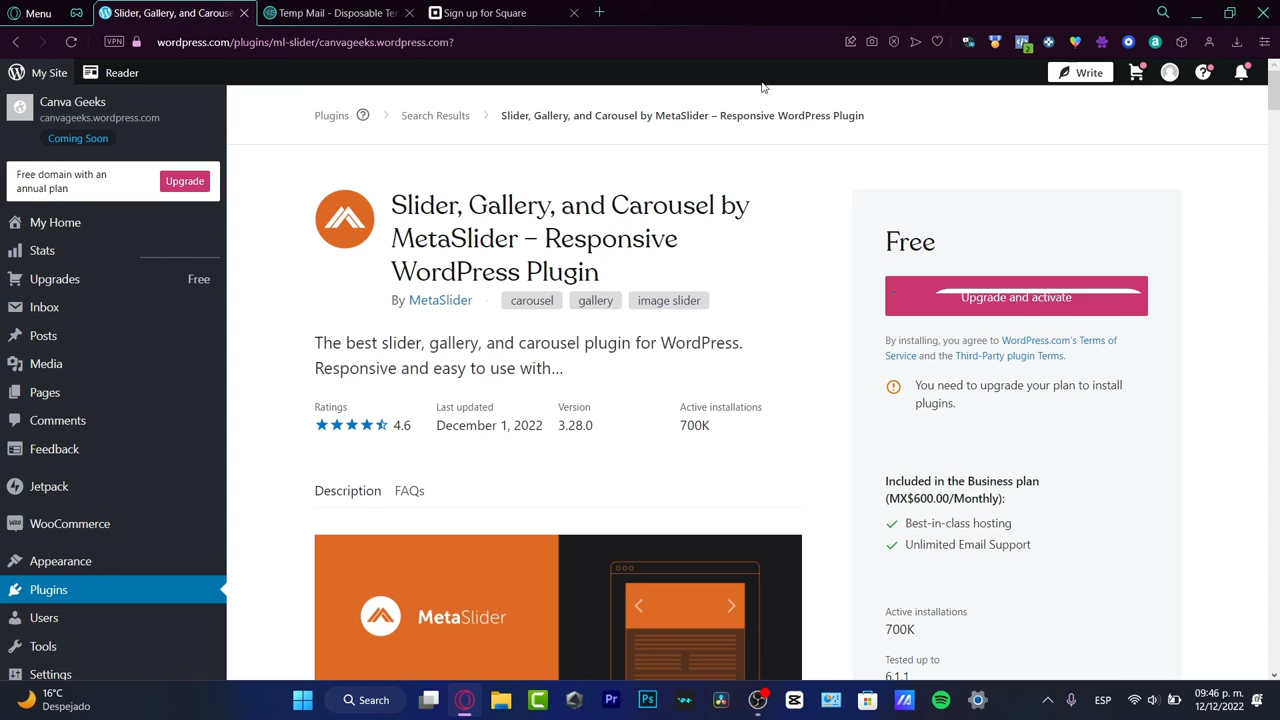 Menu
Slider, Gallery, and Carouse
Temp Mail - Disposable Te
Sign up for Square
VPN
wordpress.com/plugins/ml-slider/canvageeks.wordpress.com?
2
My Site
Reader
Write
Canva Geeks
canvageeks.wordpress.com
Coming Soon
Free domain with an
annual plan
Upgrade
My Home
Stats
Upgrades
Free
Inbox
Posts
Media
Pages
Comments
Feedback
Jetpack
WooCommerce
Appearance
Plugins
Users
Tools
Settings
Plugins
Search Results
Slider, Gallery, and Carousel by MetaSlider – Responsive WordPress Plugin
Slider, Gallery, and Carousel by
MetaSlider – Responsive
WordPress Plugin
By MetaSlider
carousel
gallery
image slider
The best slider, gallery, and carousel plugin for WordPress.
Responsive and easy to use with...
Ratings
Last updated
Version
Active installations
4.6
December 1, 2022
3.28.0
700K
Description
FAQs
MetaSlider
Free
Upgrade and activate
By installing, you agree to WordPress.com's Terms of
Service and the Third-Party plugin Terms.
You need to upgrade your plan to install
plugins.
Included in the Business plan
(MX$600.00/Monthly):
Best-in-class hosting
Unlimited Email Support
Active installations
700K
Tested up to
6.1.1
16°C
Despejado
Search
Pr
Ps
ESP
09:46 p. m.
12/12/2022